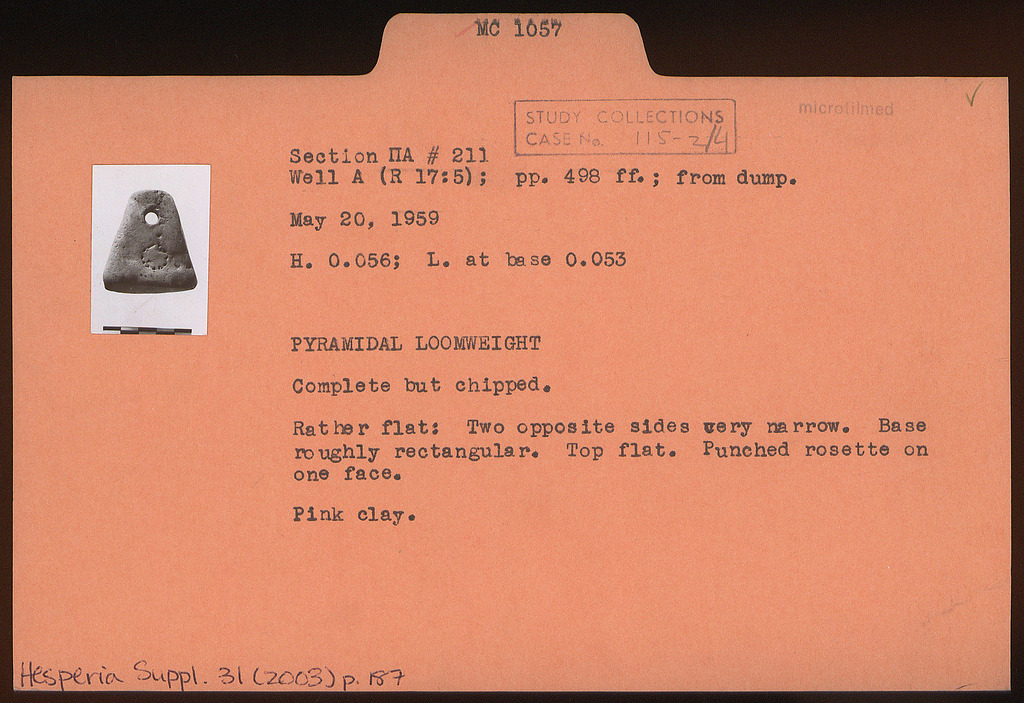 MC 1057
microfilmed
STUDY COLLECTIONS
CASE No. 115-2/4
Section ΠΑ # 211
Well A (R 17:5); pp. 498 ff.; from dump.
May 20, 1959
H. 0.056; L. at base 0.053
PYRAMIDAL LOOMWEIGHT
Complete but chipped.
Rather flat: Two opposite sides very narrow. Base
roughly rectangular. Top flat. Punched rosette on
one face.
Pink clay.
Hesperia Suppl. 31 (2003) p. 187